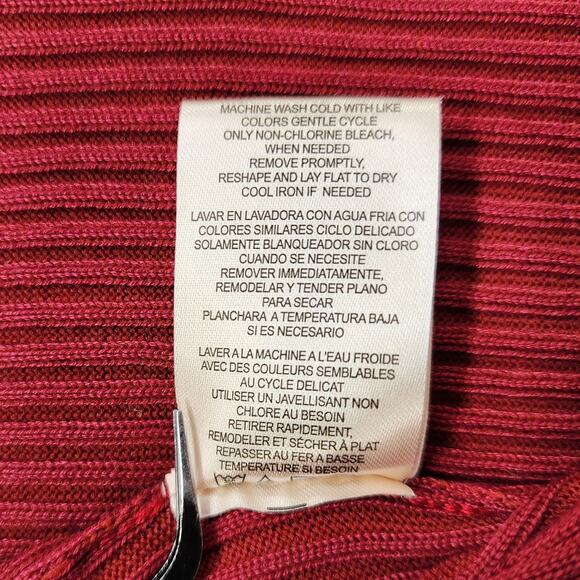 MACHINE WASH COLD WITH LIKE
COLORS GENTLE CYCLE
ONLY NON-CHLORINE BLEACH,
WHEN NEEDED
REMOVE PROMPTLY,
RESHAPE AND LAY FLAT TO DRY
COOL IRON IF NEEDED
LAVAR EN LAVADORA CON AGUA FRIA CON
COLORES SIMILARES CICLO DELICADO
SOLAMENTE BLANQUEADOR SIN CLORO
CUANDO SE NECESITE
REMOVER IMMEDIATAMENTE,
REMODELAR Y TENDER PLANO
PARA SECAR
PLANCHARA A TEMPERATURA BAJA
SI ES NECESARIO
LAVER A LA MACHINE A L'EAU FROIDE
AVEC DES COULEURS SEMBLABLES
AU CYCLE DELICAT
UTILISER UN JAVELLISANT NON
CHLORE AU BESOIN
RETIRER RAPIDEMENT,
REMODELER ET SÉCHER À PLAT
REPASSER AU FER A BASSE
TEMPERATURE SI BESOIN